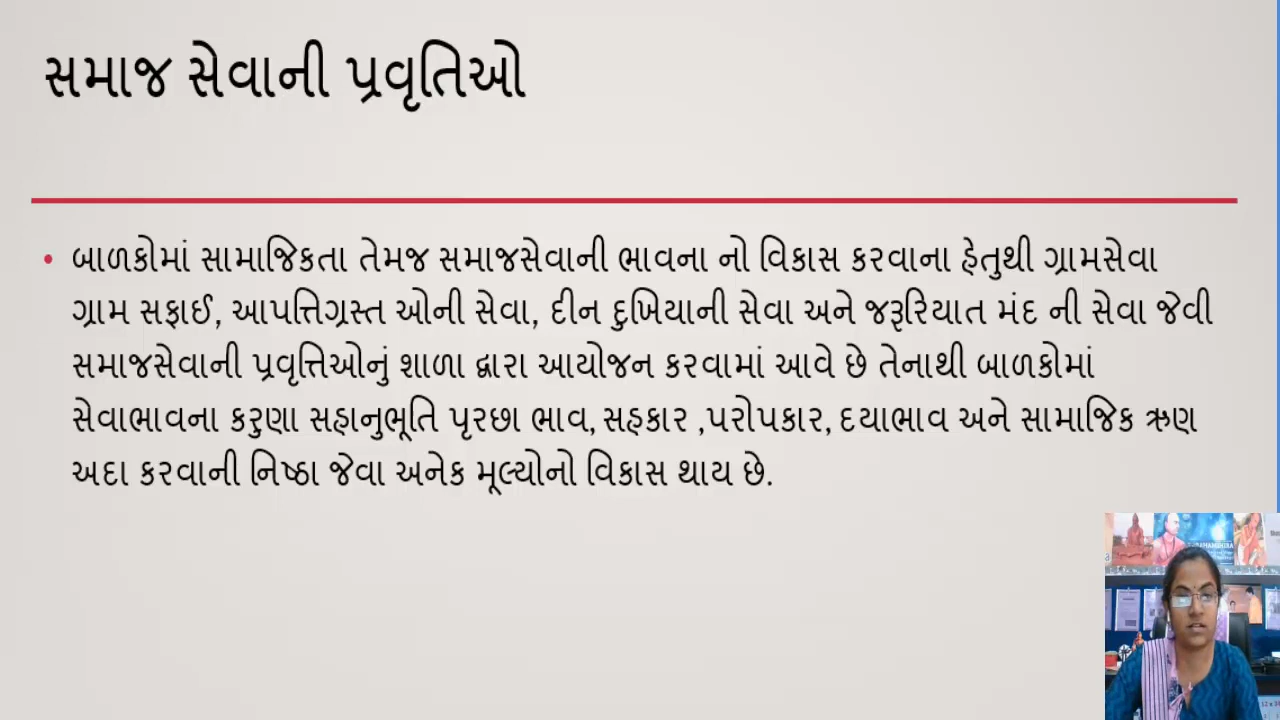 સમાજ સેવાની પ્રવૃતિઓ
• બાળકોમાં સામાજિકતા તેમજ સમાજસેવાની ભાવના નો વિકાસ કરવાના હેતુથી ગ્રામસેવા
ગ્રામ સફાઈ, આપત્તિગ્રસ્ત ઓની સેવા, દીન દુખિયાની સેવા અને જરૂરિયાત મંદ ની સેવા જેવી
સમાજસેવાની પ્રવૃત્તિઓનું શાળા દ્વારા આયોજન કરવામાં આવે છે તેનાથી બાળકોમાં
સેવાભાવના કરુણા સહાનુભૂતિ પૃરછા ભાવ, સહકાર ,પરોપકાર, દયાભાવ અને સામાજિક ઋણ
અદા કરવાની નિષ્ઠા જેવા અનેક મૂલ્યોનો વિકાસ થાય છે.